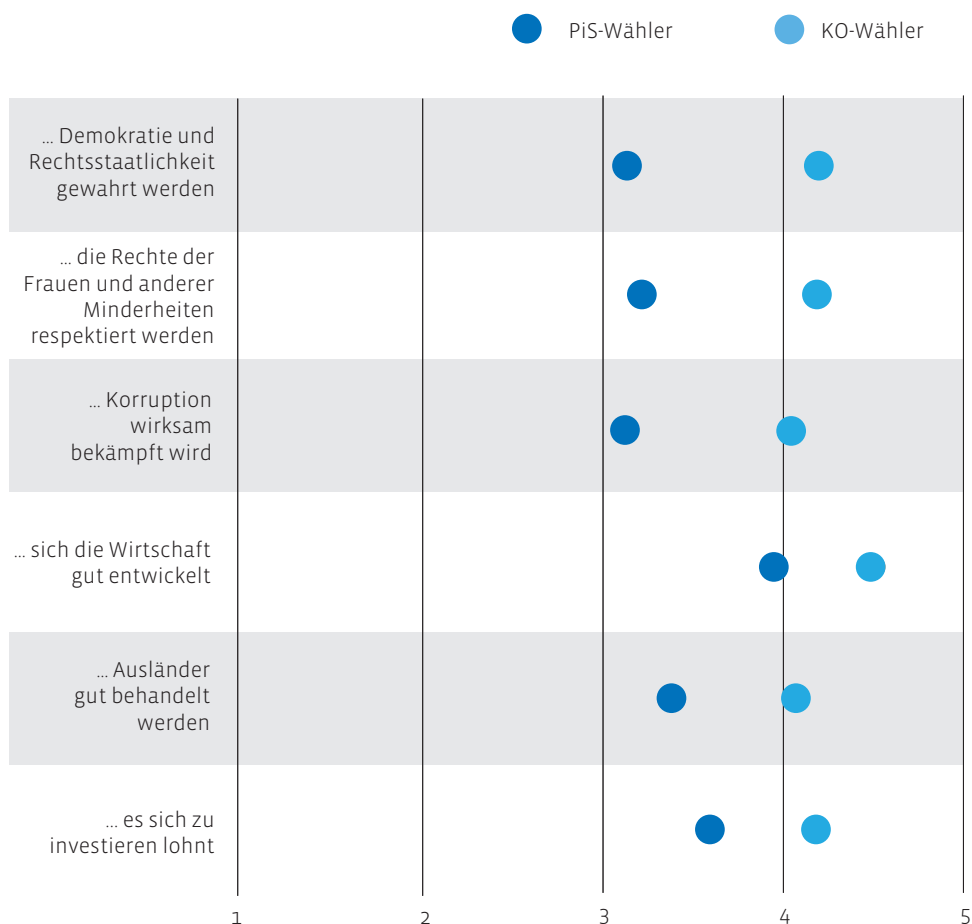 PiS-Wähler
KO-Wähler
... Demokratie und
Rechtsstaatlichkeit
gewahrt werden
... die Rechte der
Frauen und anderer
Minderheiten
respektiert werden
... Korruption
wirksam
bekämpft wird
... sich die Wirtschaft
gut entwickelt
... Ausländer
gut behandelt
werden
... es sich zu
investieren lohnt
1 2 3 4 5